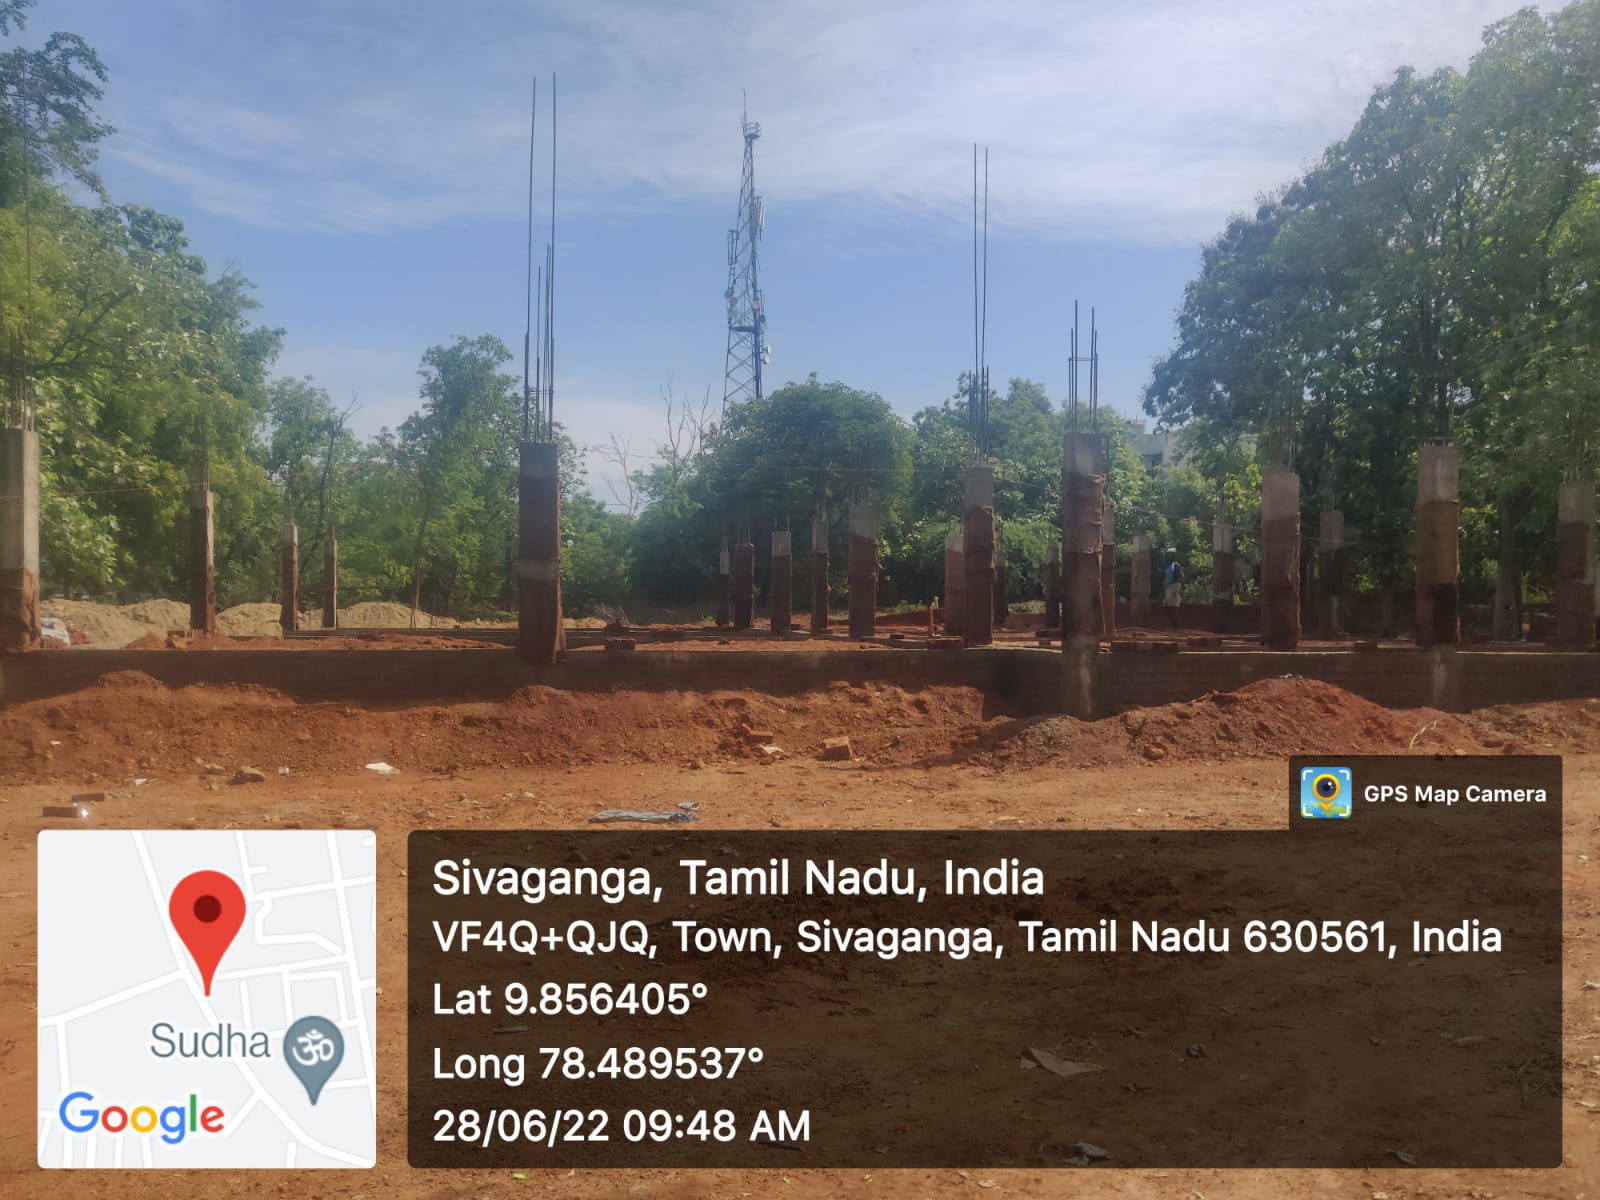 GPS Map Camera
Sivaganga, Tamil Nadu, India
VF4Q+QJQ, Town, Sivaganga, Tamil Nadu 630561, India
Lat 9.856405°
Long 78.489537°
28/06/22 09:48 AM
Sudha
ॐ
Google